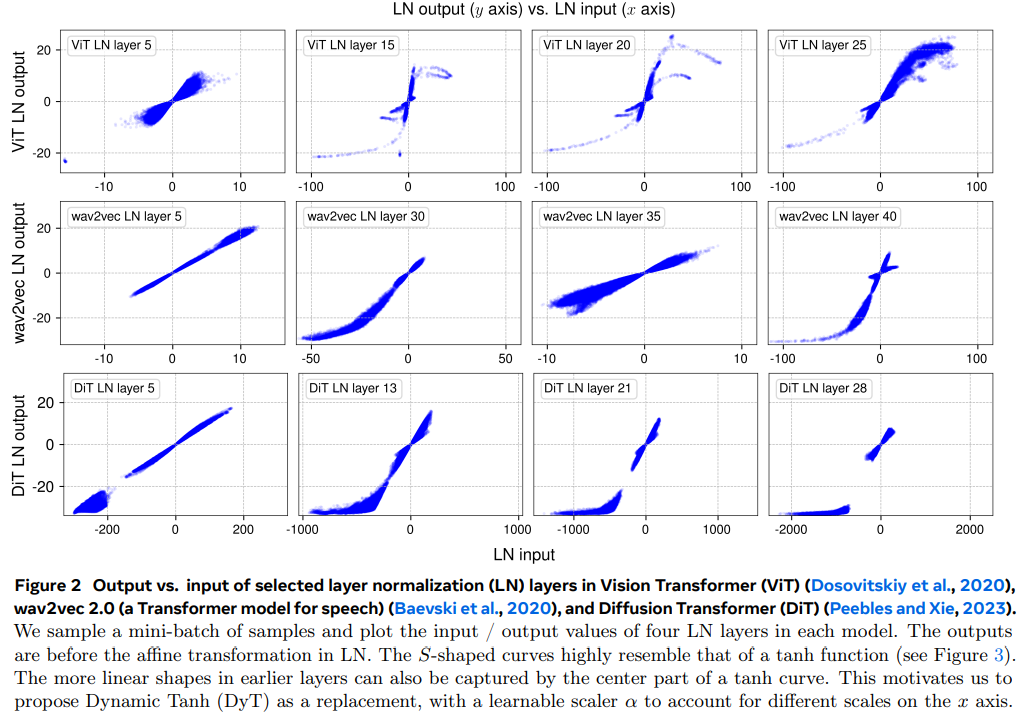 LN output (y axis) vs. LN input (x axis)
ViT LN output
20
0
-20
ViT LN layer 5
ViT LN layer 15
ViT LN layer 20
ViT LN layer 25
-10 0 10
-100 0 100
-100 0 100
-100 0 100
wav2vec LN output
20
0
-20
wav2vec LN layer 5
wav2vec LN layer 30
wav2vec LN layer 35
wav2vec LN layer 40
-10 0 10
-50 0 50
-10 0 10
-100 0 100
DiT LN output
20
0
-20
DiT LN layer 5
DiT LN layer 13
DiT LN layer 21
DiT LN layer 28
-200 0 200
-1000 0 1000
-1000 0 1000
-2000 0 2000
LN input
Figure 2 Output vs. input of selected layer normalization (LN) layers in Vision Transformer (ViT) (Dosovitskiy et al., 2020),
wav2vec 2.0 (a Transformer model for speech) (Baevski et al., 2020), and Diffusion Transformer (DiT) (Peebles and Xie, 2023).
We sample a mini-batch of samples and plot the input / output values of four LN layers in each model. The outputs
are before the affine transformation in LN. The S-shaped curves highly resemble that of a tanh function (see Figure 3).
The more linear shapes in earlier layers can also be captured by the center part of a tanh curve. This motivates us to
propose Dynamic Tanh (DyT) as a replacement, with a learnable scaler α to account for different scales on the x axis.